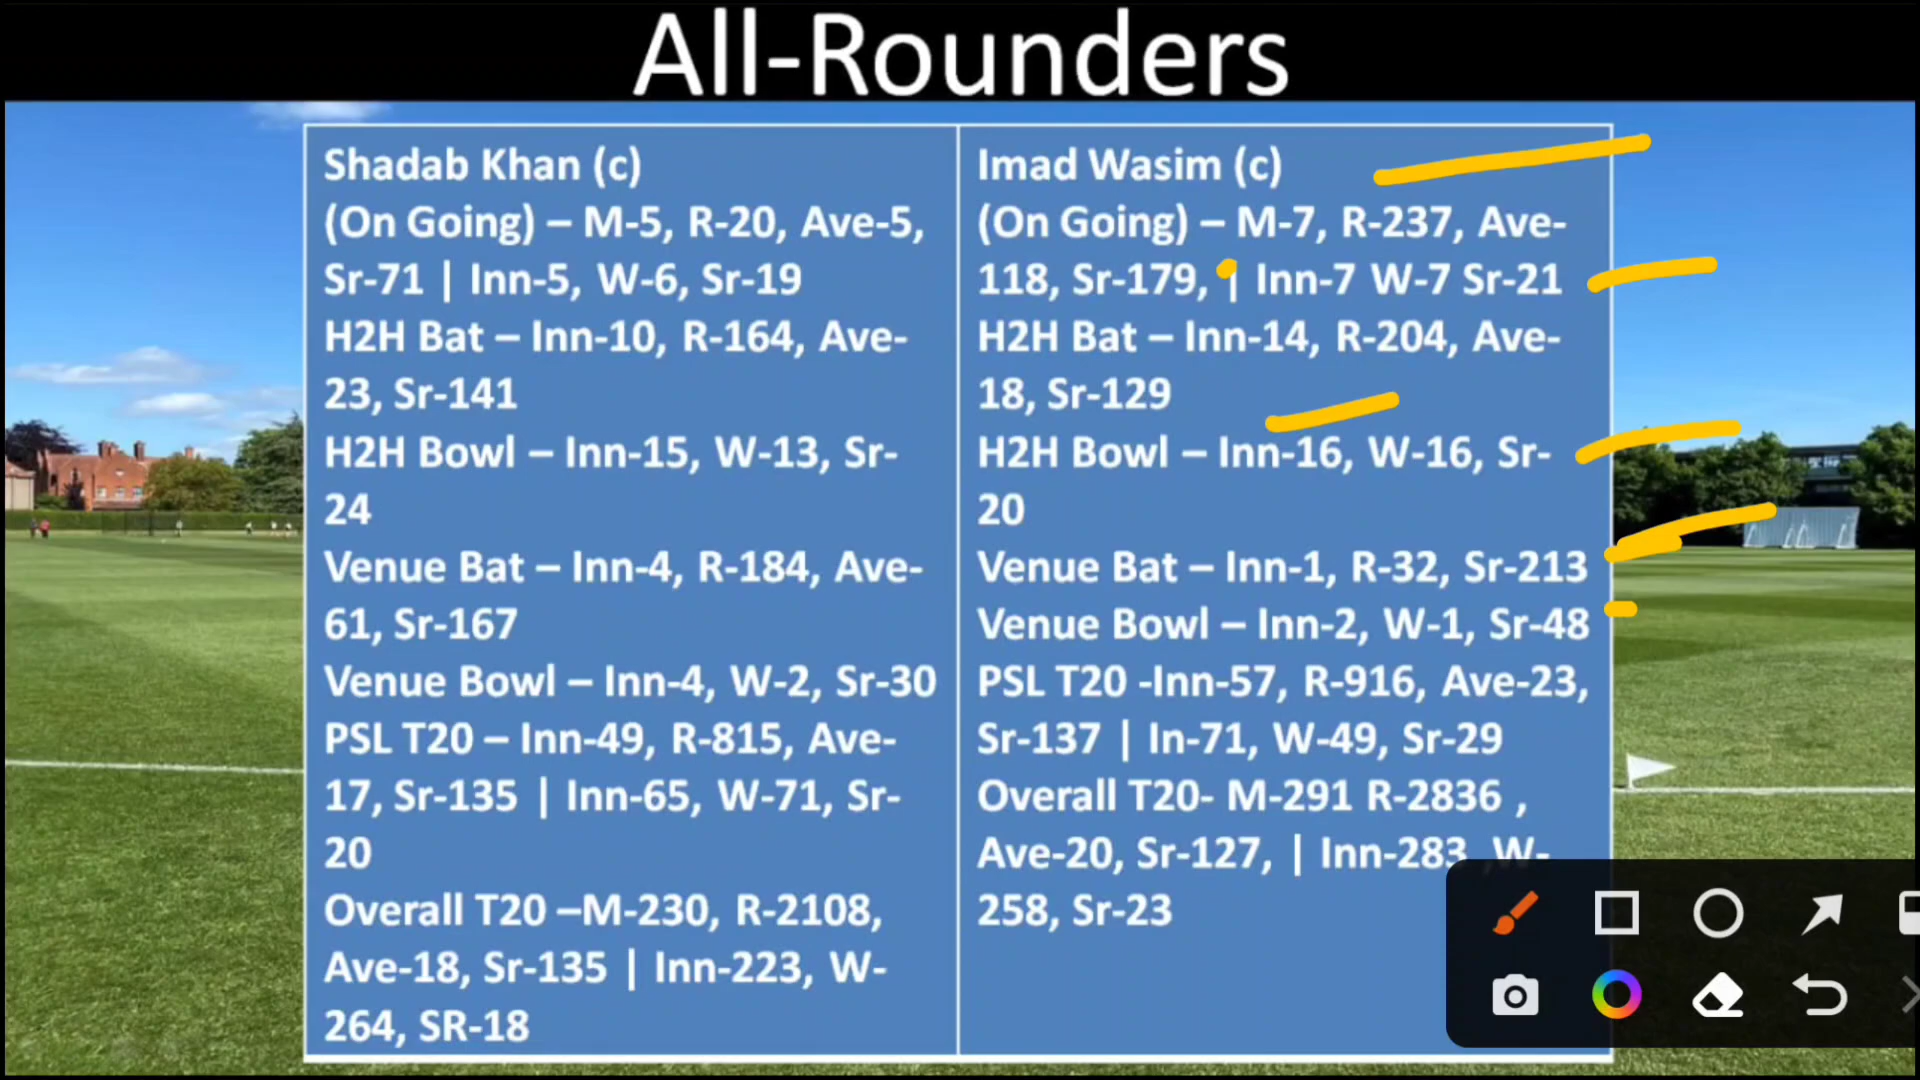 All-Rounders
Shadab Khan (c)
(On Going) – M-5, R-20, Ave-5,
Sr-71 | Inn-5, W-6, Sr-19
H2H Bat – Inn-10, R-164, Ave-
23, Sr-141
H2H Bowl – Inn-15, W-13, Sr-
24
Venue Bat – Inn-4, R-184, Ave-
61, Sr-167
Venue Bowl – Inn-4, W-2, Sr-30
PSL T20 – Inn-49, R-815, Ave-
17, Sr-135 | Inn-65, W-71, Sr-
20
Overall T20 –M-230, R-2108,
Ave-18, Sr-135 | Inn-223, W-
264, SR-18
Imad Wasim (c)
(On Going) – M-7, R-237, Ave-
118, Sr-179, | Inn-7 W-7 Sr-21
H2H Bat – Inn-14, R-204, Ave-
18, Sr-129
H2H Bowl – Inn-16, W-16, Sr-
20
Venue Bat – Inn-1, R-32, Sr-213
Venue Bowl – Inn-2, W-1, Sr-48
PSL T20 -Inn-57, R-916, Ave-23,
Sr-137 | In-71, W-49, Sr-29
Overall T20- M-291 R-2836 ,
Ave-20, Sr-127, | Inn-283 ,W-
258, Sr-23